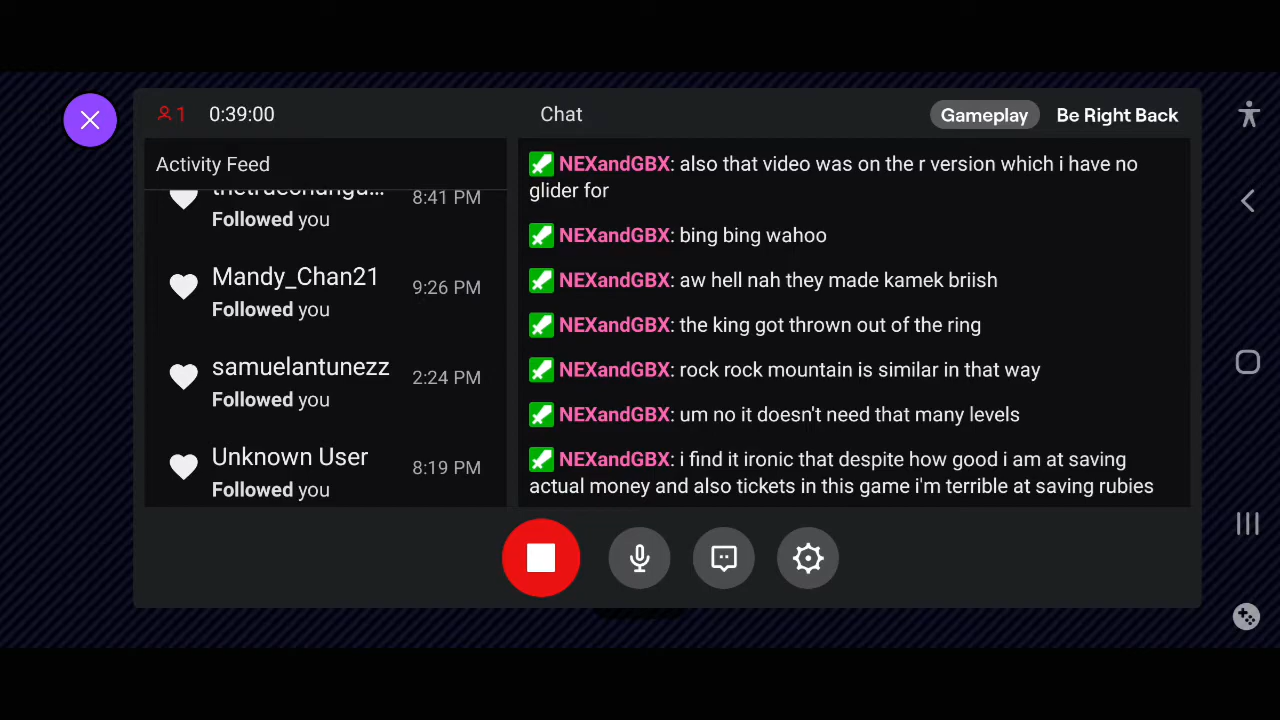 1 0:39:00 Chat Gameplay Be Right Back
Activity Feed
8:41 PM
Followed you
Mandy_Chan21
9:26 PM
Followed you
samuelantunezz
2:24 PM
Followed you
Unknown User
8:19 PM
Followed you
NEXandGBX: also that video was on the r version which i have no
glider for
NEXandGBX: bing bing wahoo
NEXandGBX: aw hell nah they made kamek briish
NEXandGBX: the king got thrown out of the ring
NEXandGBX: rock rock mountain is similar in that way
NEXandGBX: um no it doesn't need that many levels
NEXandGBX: i find it ironic that despite how good i am at saving
actual money and also tickets in this game i'm terrible at saving rubies